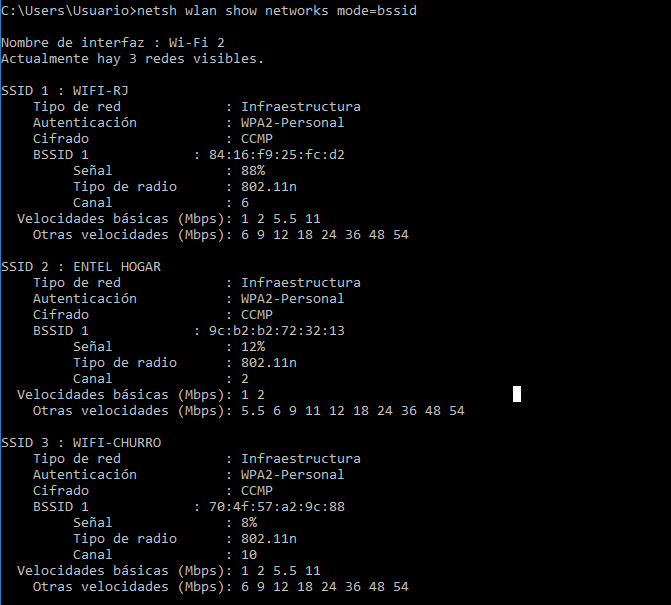 C:\Users\Usuario>netsh wlan show networks mode=bssid
Nombre de interfaz : Wi-Fi 2
Actualmente hay 3 redes visibles.
SSID 1 : WIFI-RJ
Tipo de red : Infraestructura
Autenticación : WPA2-Personal
Cifrado : CCMP
BSSID 1 : 84:16:f9:25:fc:d2
Señal : 88%
Tipo de radio : 802.11n
Canal : 6
Velocidades básicas (Mbps): 1 2 5.5 11
Otras velocidades (Mbps): 6 9 12 18 24 36 48 54
SSID 2 : ENTEL HOGAR
Tipo de red : Infraestructura
Autenticación : WPA2-Personal
Cifrado : CCMP
BSSID 1 : 9c:b2:b2:72:32:13
Señal : 12%
Tipo de radio : 802.11n
Canal : 2
Velocidades básicas (Mbps): 1 2
Otras velocidades (Mbps): 5.5 6 9 11 12 18 24 36 48 54
SSID 3 : WIFI-CHURRO
Tipo de red : Infraestructura
Autenticación : WPA2-Personal
Cifrado : CCMP
BSSID 1 : 70:4f:57:a2:9c:88
Señal : 8%
Tipo de radio : 802.11n
Canal : 10
Velocidades básicas (Mbps): 1 2 5.5 11
Otras velocidades (Mbps): 6 9 12 18 24 36 48 54